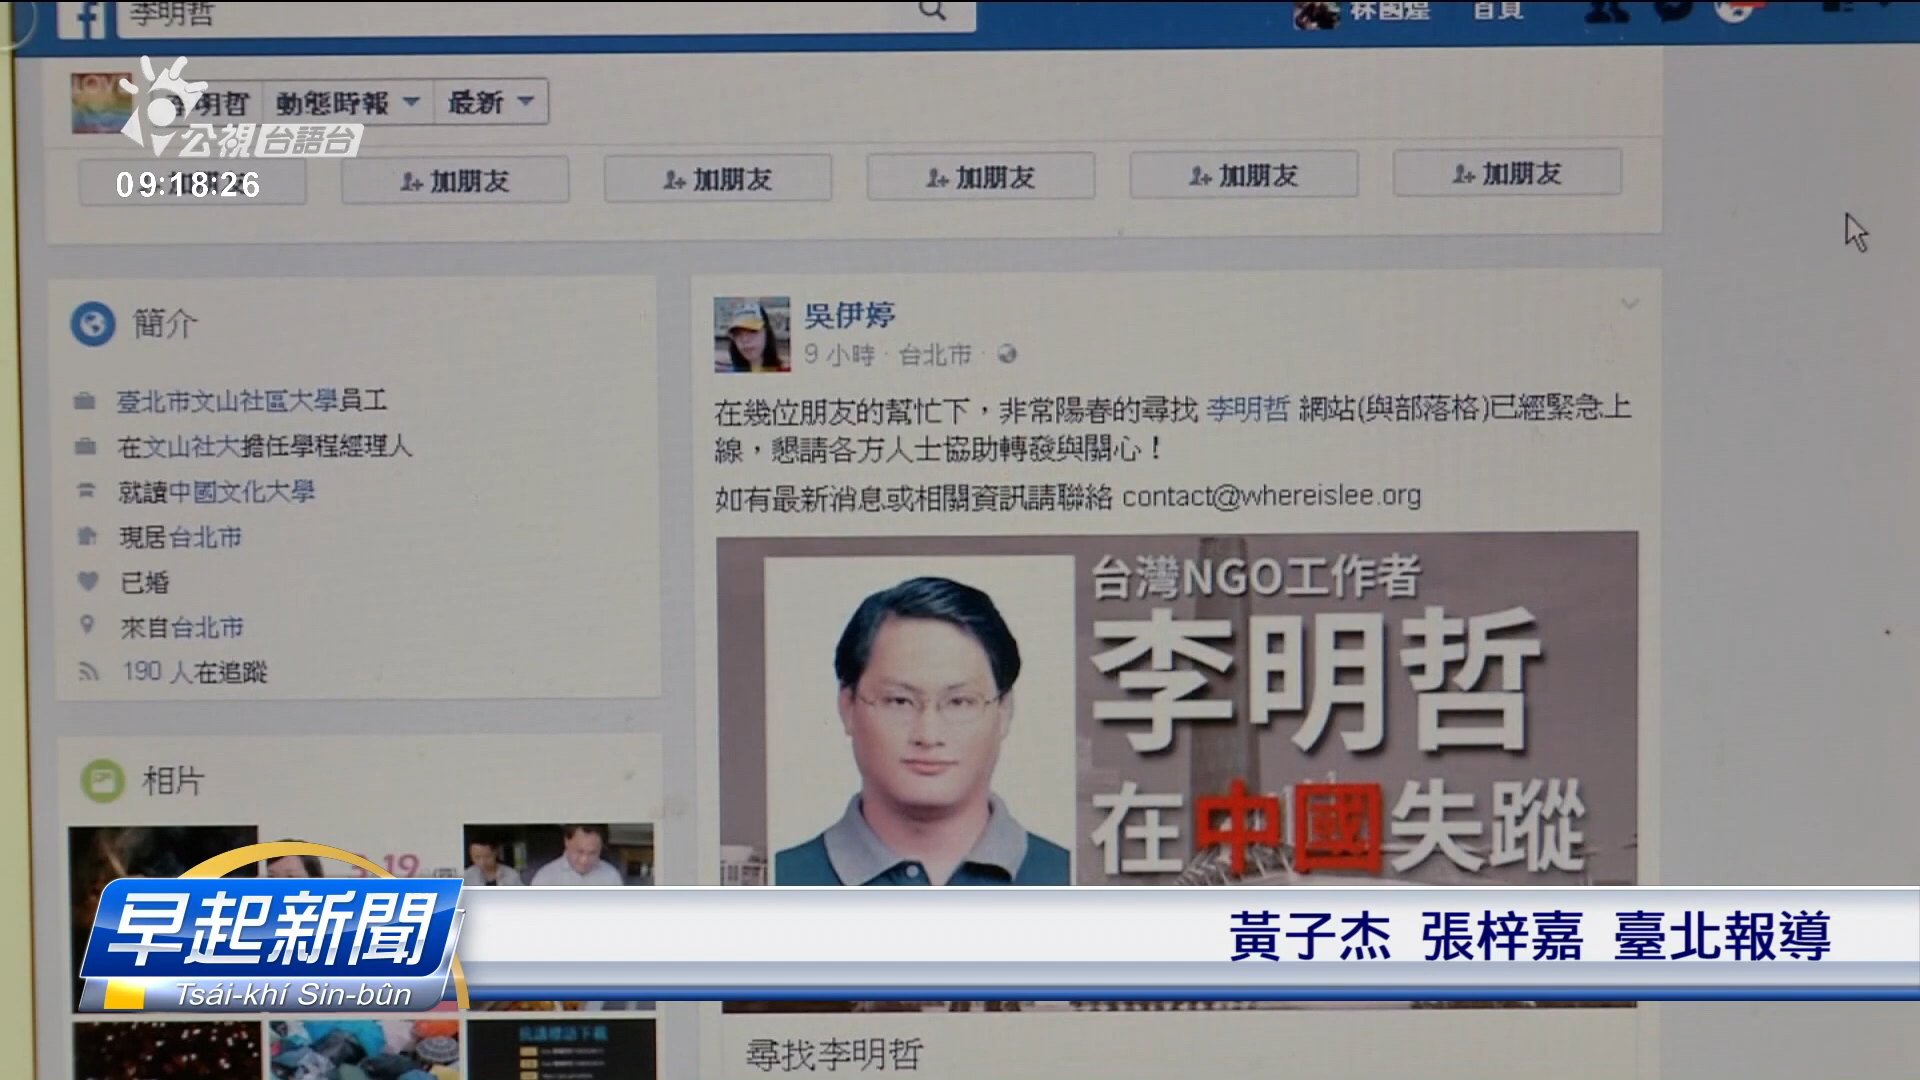 李明哲
林國煌 首頁
LOVE
李明哲 動態時報 最新
公視台語台
09:18:26
加朋友 加朋友 加朋友 加朋友 加朋友
簡介
臺北市文山社區大學員工
在文山社大擔任學程經理人
就讀中國文化大學
現居台北市
已婚
來自台北市
190 人在追蹤
相片
吳伊婷
9 小時 · 台北市 ·
在幾位朋友的幫忙下，非常陽春的尋找 李明哲 網站(與部落格)已經緊急上
線，懇請各方人士協助轉發與關心！
如有最新消息或相關資訊請聯絡 contact@whereislee.org
台灣NGO工作者
李明哲
在中國失蹤
尋找李明哲
早起新聞
Tsái-khí Sin-bûn
黃子杰 張梓嘉 臺北報導